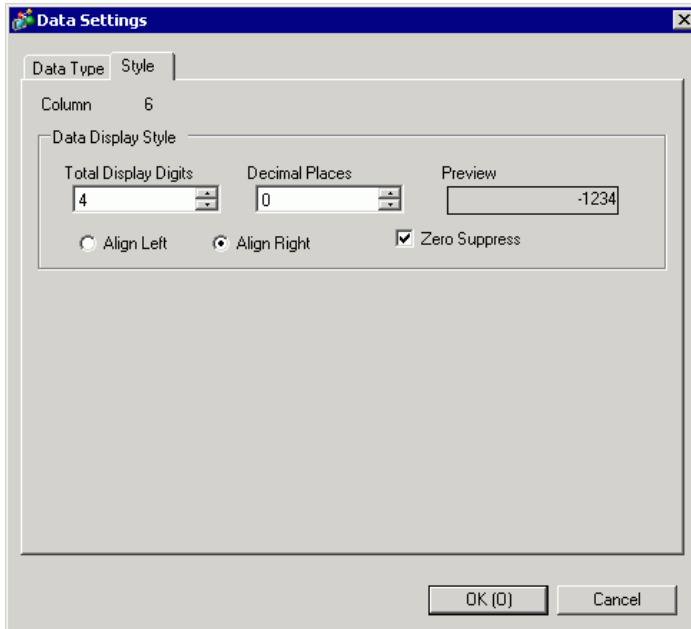 Data Settings
Data Type Style
Column 6
Data Display Style
Total Display Digits Decimal Places Preview
4 0 -1234
Align Left Align Right Zero Suppress
OK (O) Cancel